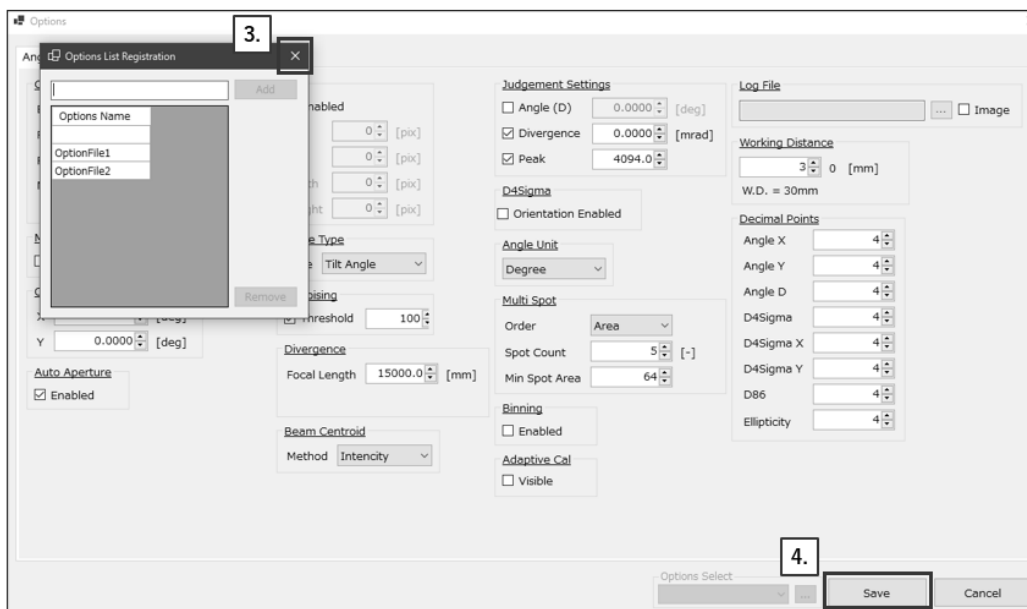 Options
3.
Options List Registration
Add
Options Name
OptionFile1
OptionFile2
Remove
X [deg]
Y 0.0000 [deg]
Auto Aperture
Enabled
0 [pix]
0 [pix]
0 [pix]
0 [pix]
Type
Tilt Angle
Threshold 100
Divergence
Focal Length 15000.0 [mm]
Beam Centroid
Method Intencity
Judgement Settings
Angle (D) 0.0000 [deg]
Divergence 0.0000 [mrad]
Peak 4094.0
D4Sigma
Orientation Enabled
Angle Unit
Degree
Multi Spot
Order Area
Spot Count 5 [-]
Min Spot Area 64
Binning
Enabled
Adaptive Cal
Visible
Log File
... Image
Working Distance
3 0 [mm]
W.D. = 30mm
Decimal Points
Angle X 4
Angle Y 4
Angle D 4
D4Sigma 4
D4Sigma X 4
D4Sigma Y 4
D86 4
Ellipticity 4
4.
Options Select
...
Save
Cancel